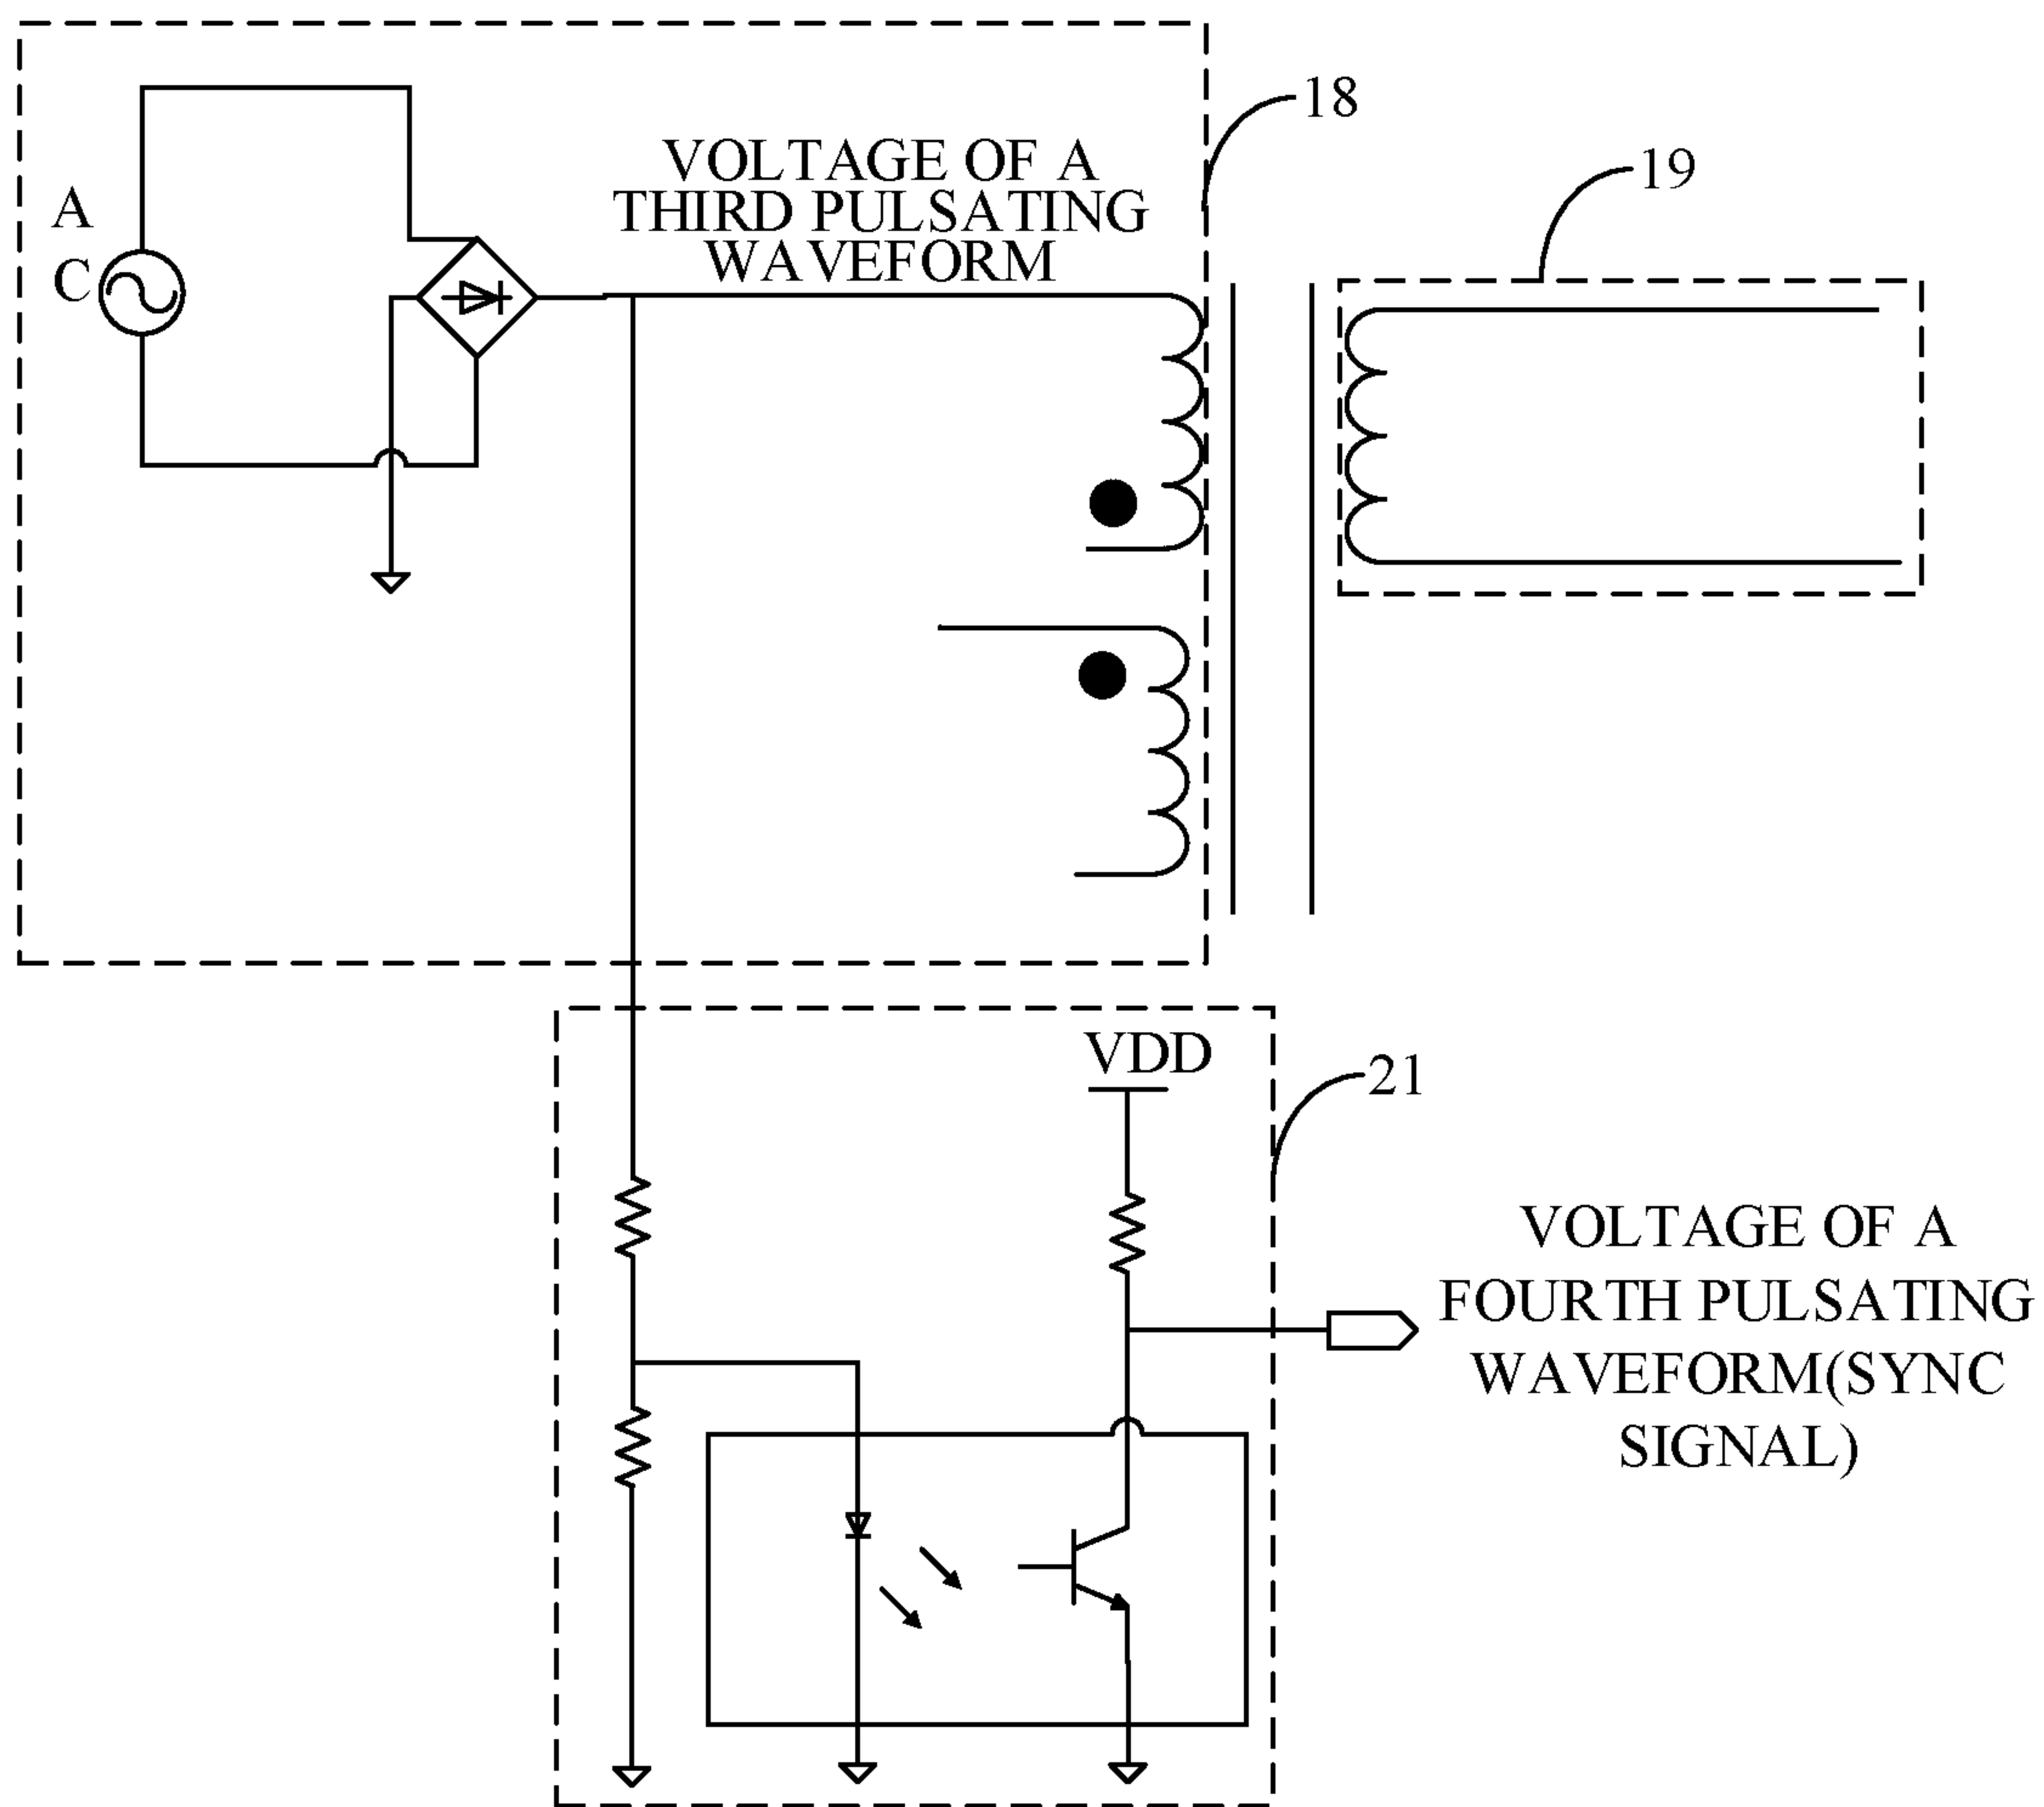 18
19
VOLTAGE OF A
THIRD PULSATING
WAVEFORM
A
C
VDD
21
VOLTAGE OF A
FOURTH PULSATING
WAVEFORM(SYNC
SIGNAL)